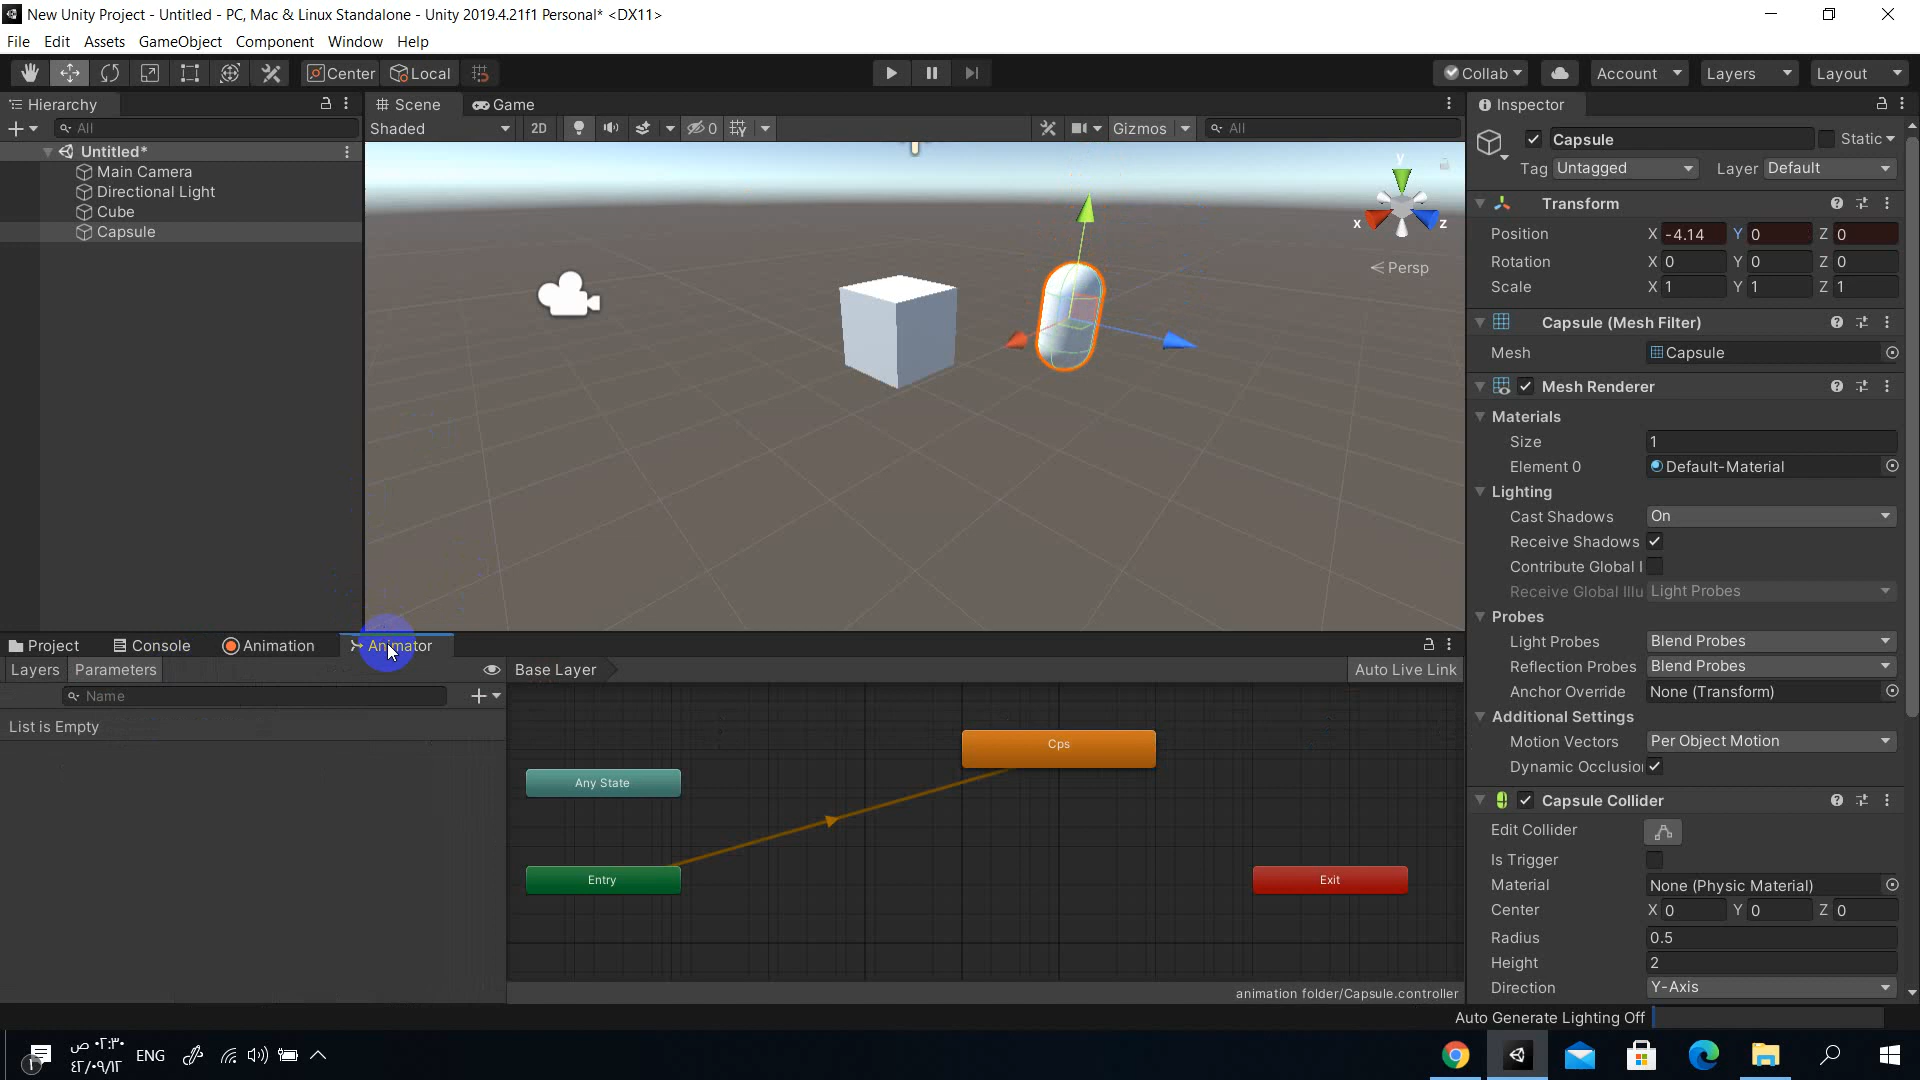 New Unity Project - Untitled - PC, Mac & Linux Standalone - Unity 2019.4.21f1 Personal* <DX11>
File Edit Assets GameObject Component Window Help
Center Local Collab Account Layers Layout
Hierarchy Scene Game Inspector
All Shaded 2D 0 Gizmos All Capsule Static
Untitled*
Tag Untagged Layer Default
Main Camera
Directional Light
Cube
Capsule
y x z
Persp
Transform
Position X -4.14 Y 0 Z 0
Rotation X 0 Y 0 Z 0
Scale X 1 Y 1 Z 1
Capsule (Mesh Filter)
Mesh Capsule
Mesh Renderer
Materials
Size 1
Element 0 Default-Material
Lighting
Cast Shadows On
Receive Shadows
Contribute Global I
Receive Global Illu Light Probes
Probes
Light Probes Blend Probes
Reflection Probes Blend Probes
Anchor Override None (Transform)
Additional Settings
Motion Vectors Per Object Motion
Dynamic Occlusio
Capsule Collider
Edit Collider
Is Trigger
Material None (Physic Material)
Center X 0 Y 0 Z 0
Radius 0.5
Height 2
Direction Y-Axis
Project Console Animation Animator
Layers Parameters Base Layer Auto Live Link
Name
List is Empty
Cps
Any State
Entry
Exit
animation folder/Capsule.controller
Auto Generate Lighting Off
٠٢:٣٠ ص
٤٢/٠٩/١٢
ENG
١